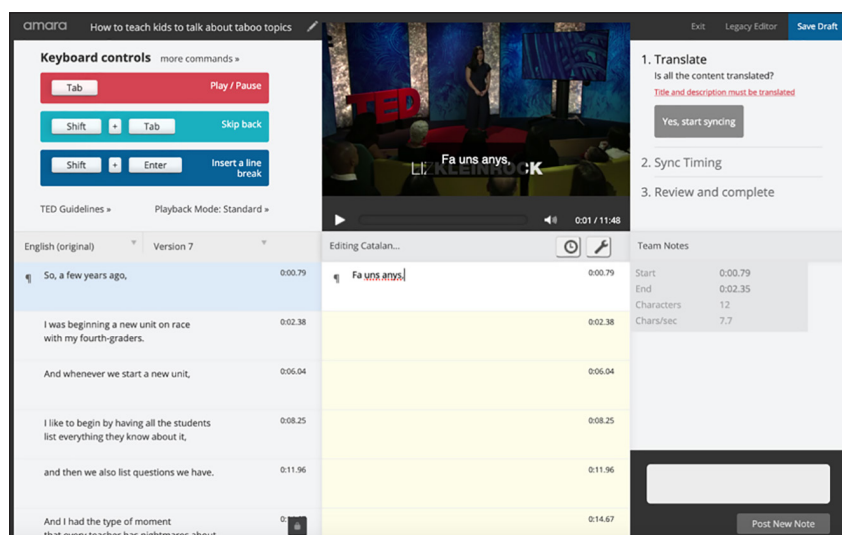 amara
How to teach kids to talk about taboo topics
Exit
Legacy Editor
Save Draft
Keyboard controls more commands »
Tab
Play / Pause
Shift + Tab
Skip back
Shift + Enter
Insert a line
break
TED Guidelines »
Playback Mode: Standard »
TED
LIZ KLEINROCK
Fa uns anys,
0:01 / 11:48
1. Translate
Is all the content translated?
Title and description must be translated
Yes, start syncing
2. Sync Timing
3. Review and complete
English (original)
Version 7
Editing Catalan...
Team Notes
¶ So, a few years ago,
0:00.79
¶ Fa uns anys,
0:00.79
Start 0:00.79
End 0:02.35
Characters 12
Chars/sec 7.7
I was beginning a new unit on race
with my fourth-graders.
0:02.38
0:02.38
And whenever we start a new unit,
0:06.04
0:06.04
I like to begin by having all the students
list everything they know about it,
0:08.25
0:08.25
and then we also list questions we have.
0:11.96
0:11.96
And I had the type of moment
that every teacher has nightmares about
0:14.67
Post New Note